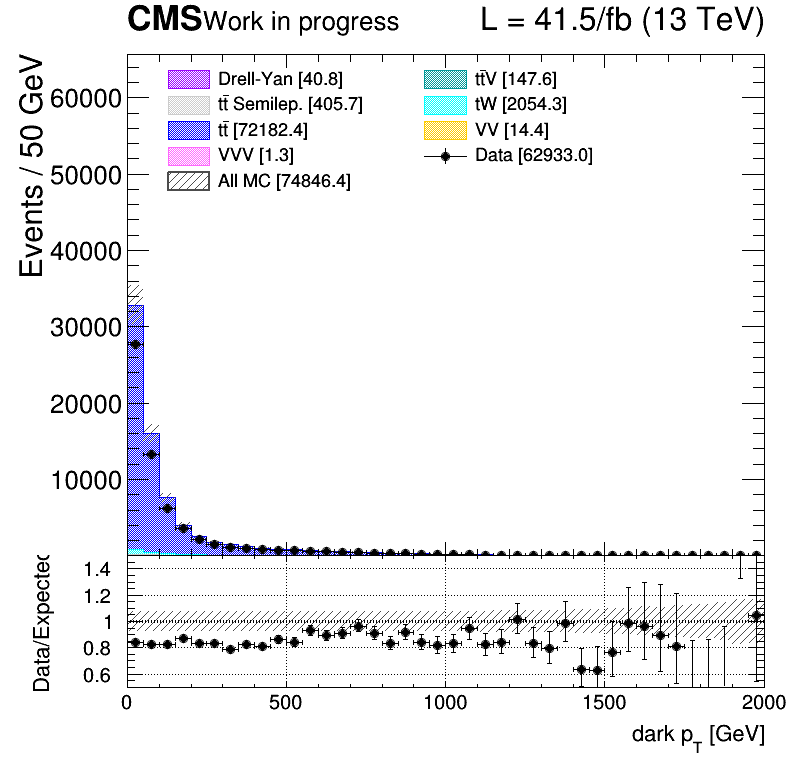 CMS Work in progress L = 41.5/fb (13 TeV)
Events / 50 GeV
60000
50000
40000
30000
20000
10000
Drell-Yan [40.8]
tt̄ Semilep. [405.7]
tt̄ [72182.4]
VVV [1.3]
All MC [74846.4]
tt̄V [147.6]
tW [2054.3]
VV [14.4]
Data [62933.0]
Data/Expected
1.4
1.2
1
0.8
0.6
0 500 1000 1500 2000
dark p_T [GeV]